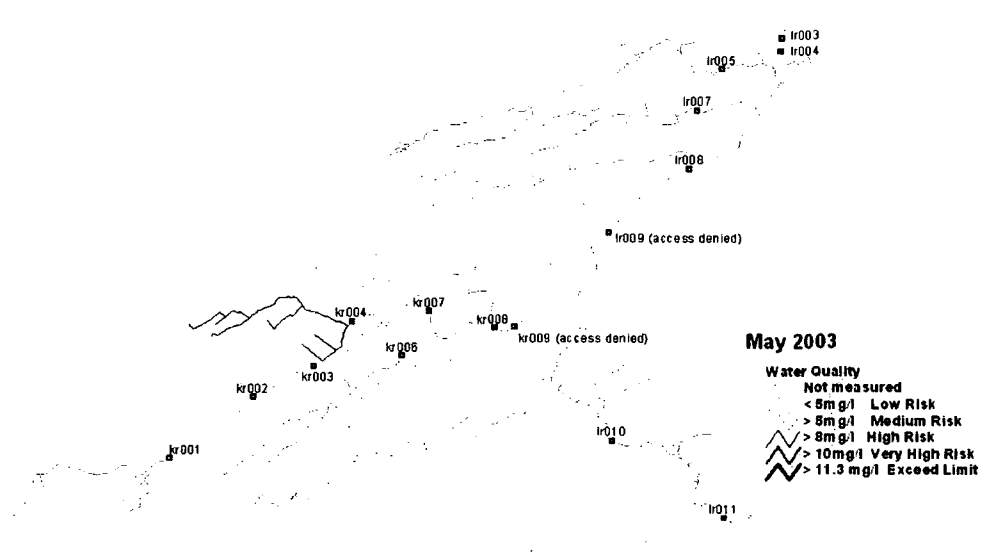 lr003
lr004
lr005
lr007
lr008
lr009 (access denied)
kr007
kr004
kr008
kr009 (access denied)
kr006
kr003
kr002
kr001
lr010
lr011
May 2003
Water Quality
Not measured
< 5mg/l Low Risk
> 5mg/l Medium Risk
> 8mg/l High Risk
> 10mg/l Very High Risk
> 11.3 mg/l Exceed Limit